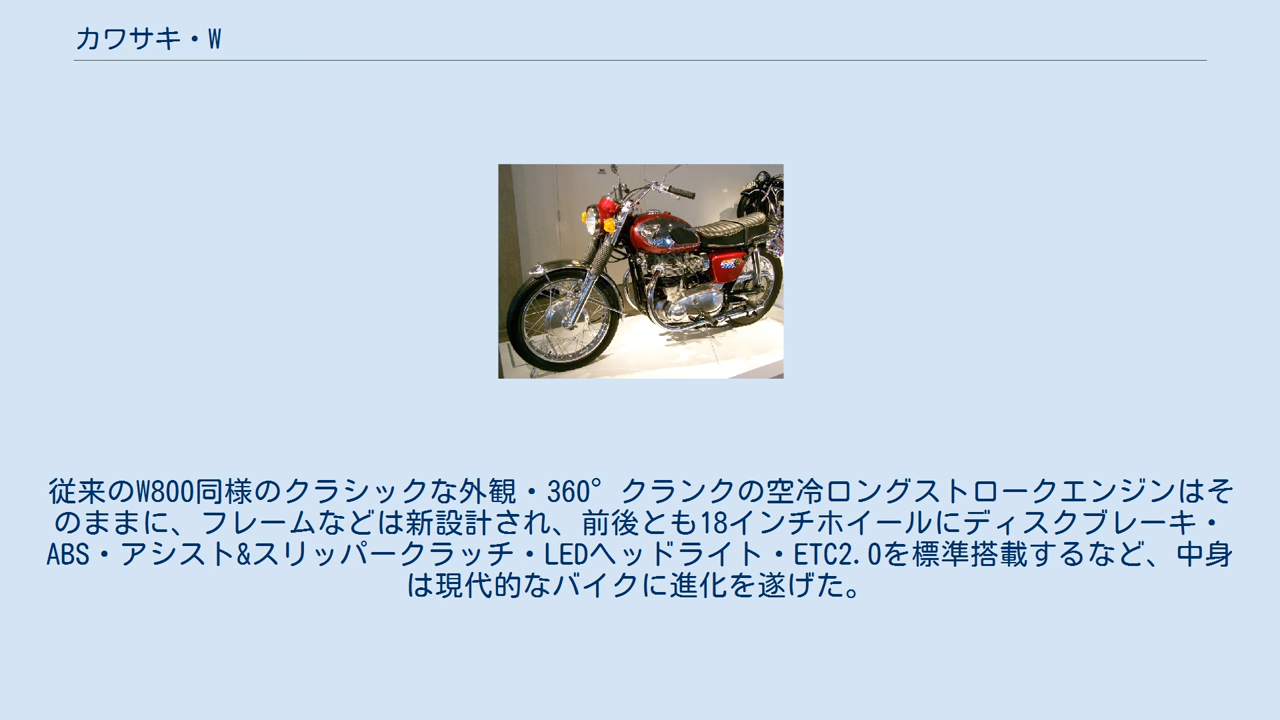 カワサキ・W
従来のW800同様のクラシックな外観・360°クランクの空冷ロングストロークエンジンはそ
のままに、フレームなどは新設計され、前後とも18インチホイールにディスクブレーキ・
ABS・アシスト&スリッパークラッチ・LEDヘッドライト・ETC2.0を標準搭載するなど、中身
は現代的なバイクに進化を遂げた。